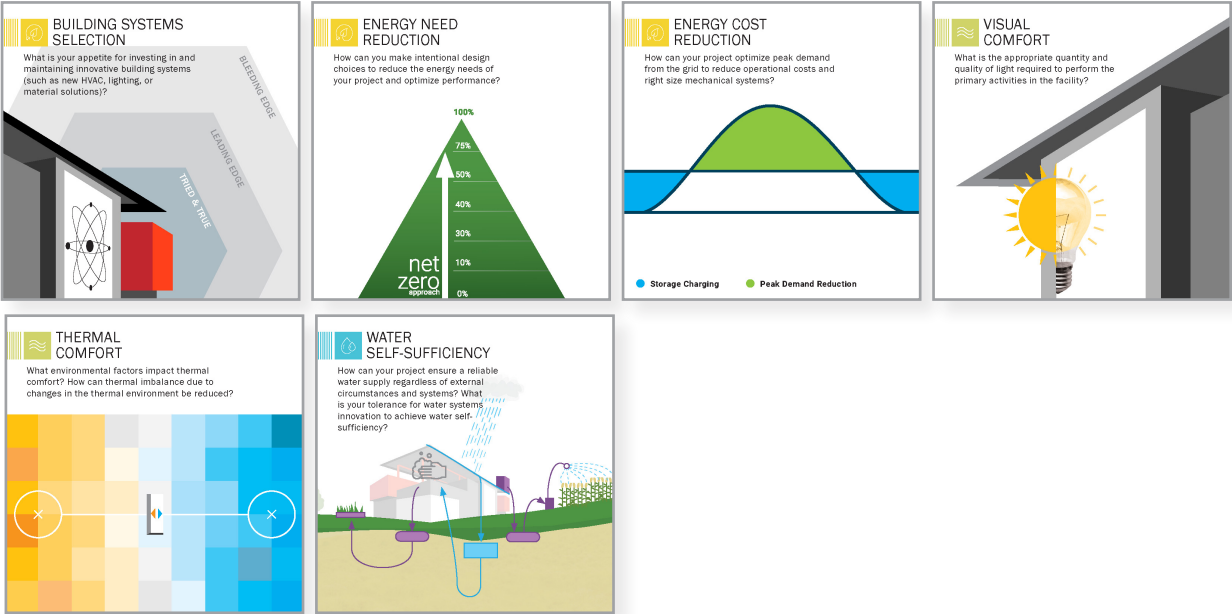 BUILDING SYSTEMS
SELECTION
What is your appetite for investing in and
maintaining innovative building systems
(such as new HVAC, lighting, or
material solutions)?
BLEEDING EDGE
LEADING EDGE
TRIED & TRUE
ENERGY NEED
REDUCTION
How can you make intentional design
choices to reduce the energy needs of
your project and optimize performance?
100%
75%
50%
40%
30%
10%
0%
net
zero
approach
ENERGY COST
REDUCTION
How can your project optimize peak demand
from the grid to reduce operational costs and
right size mechanical systems?
Storage Charging
Peak Demand Reduction
VISUAL
COMFORT
What is the appropriate quantity and
quality of light required to perform the
primary activities in the facility?
THERMAL
COMFORT
What environmental factors impact thermal
comfort? How can thermal imbalance due to
changes in the thermal environment be reduced?
WATER
SELF-SUFFICIENCY
How can your project ensure a reliable
water supply regardless of external
circumstances and systems? What
is your tolerance for water systems
innovation to achieve water self-
sufficiency?